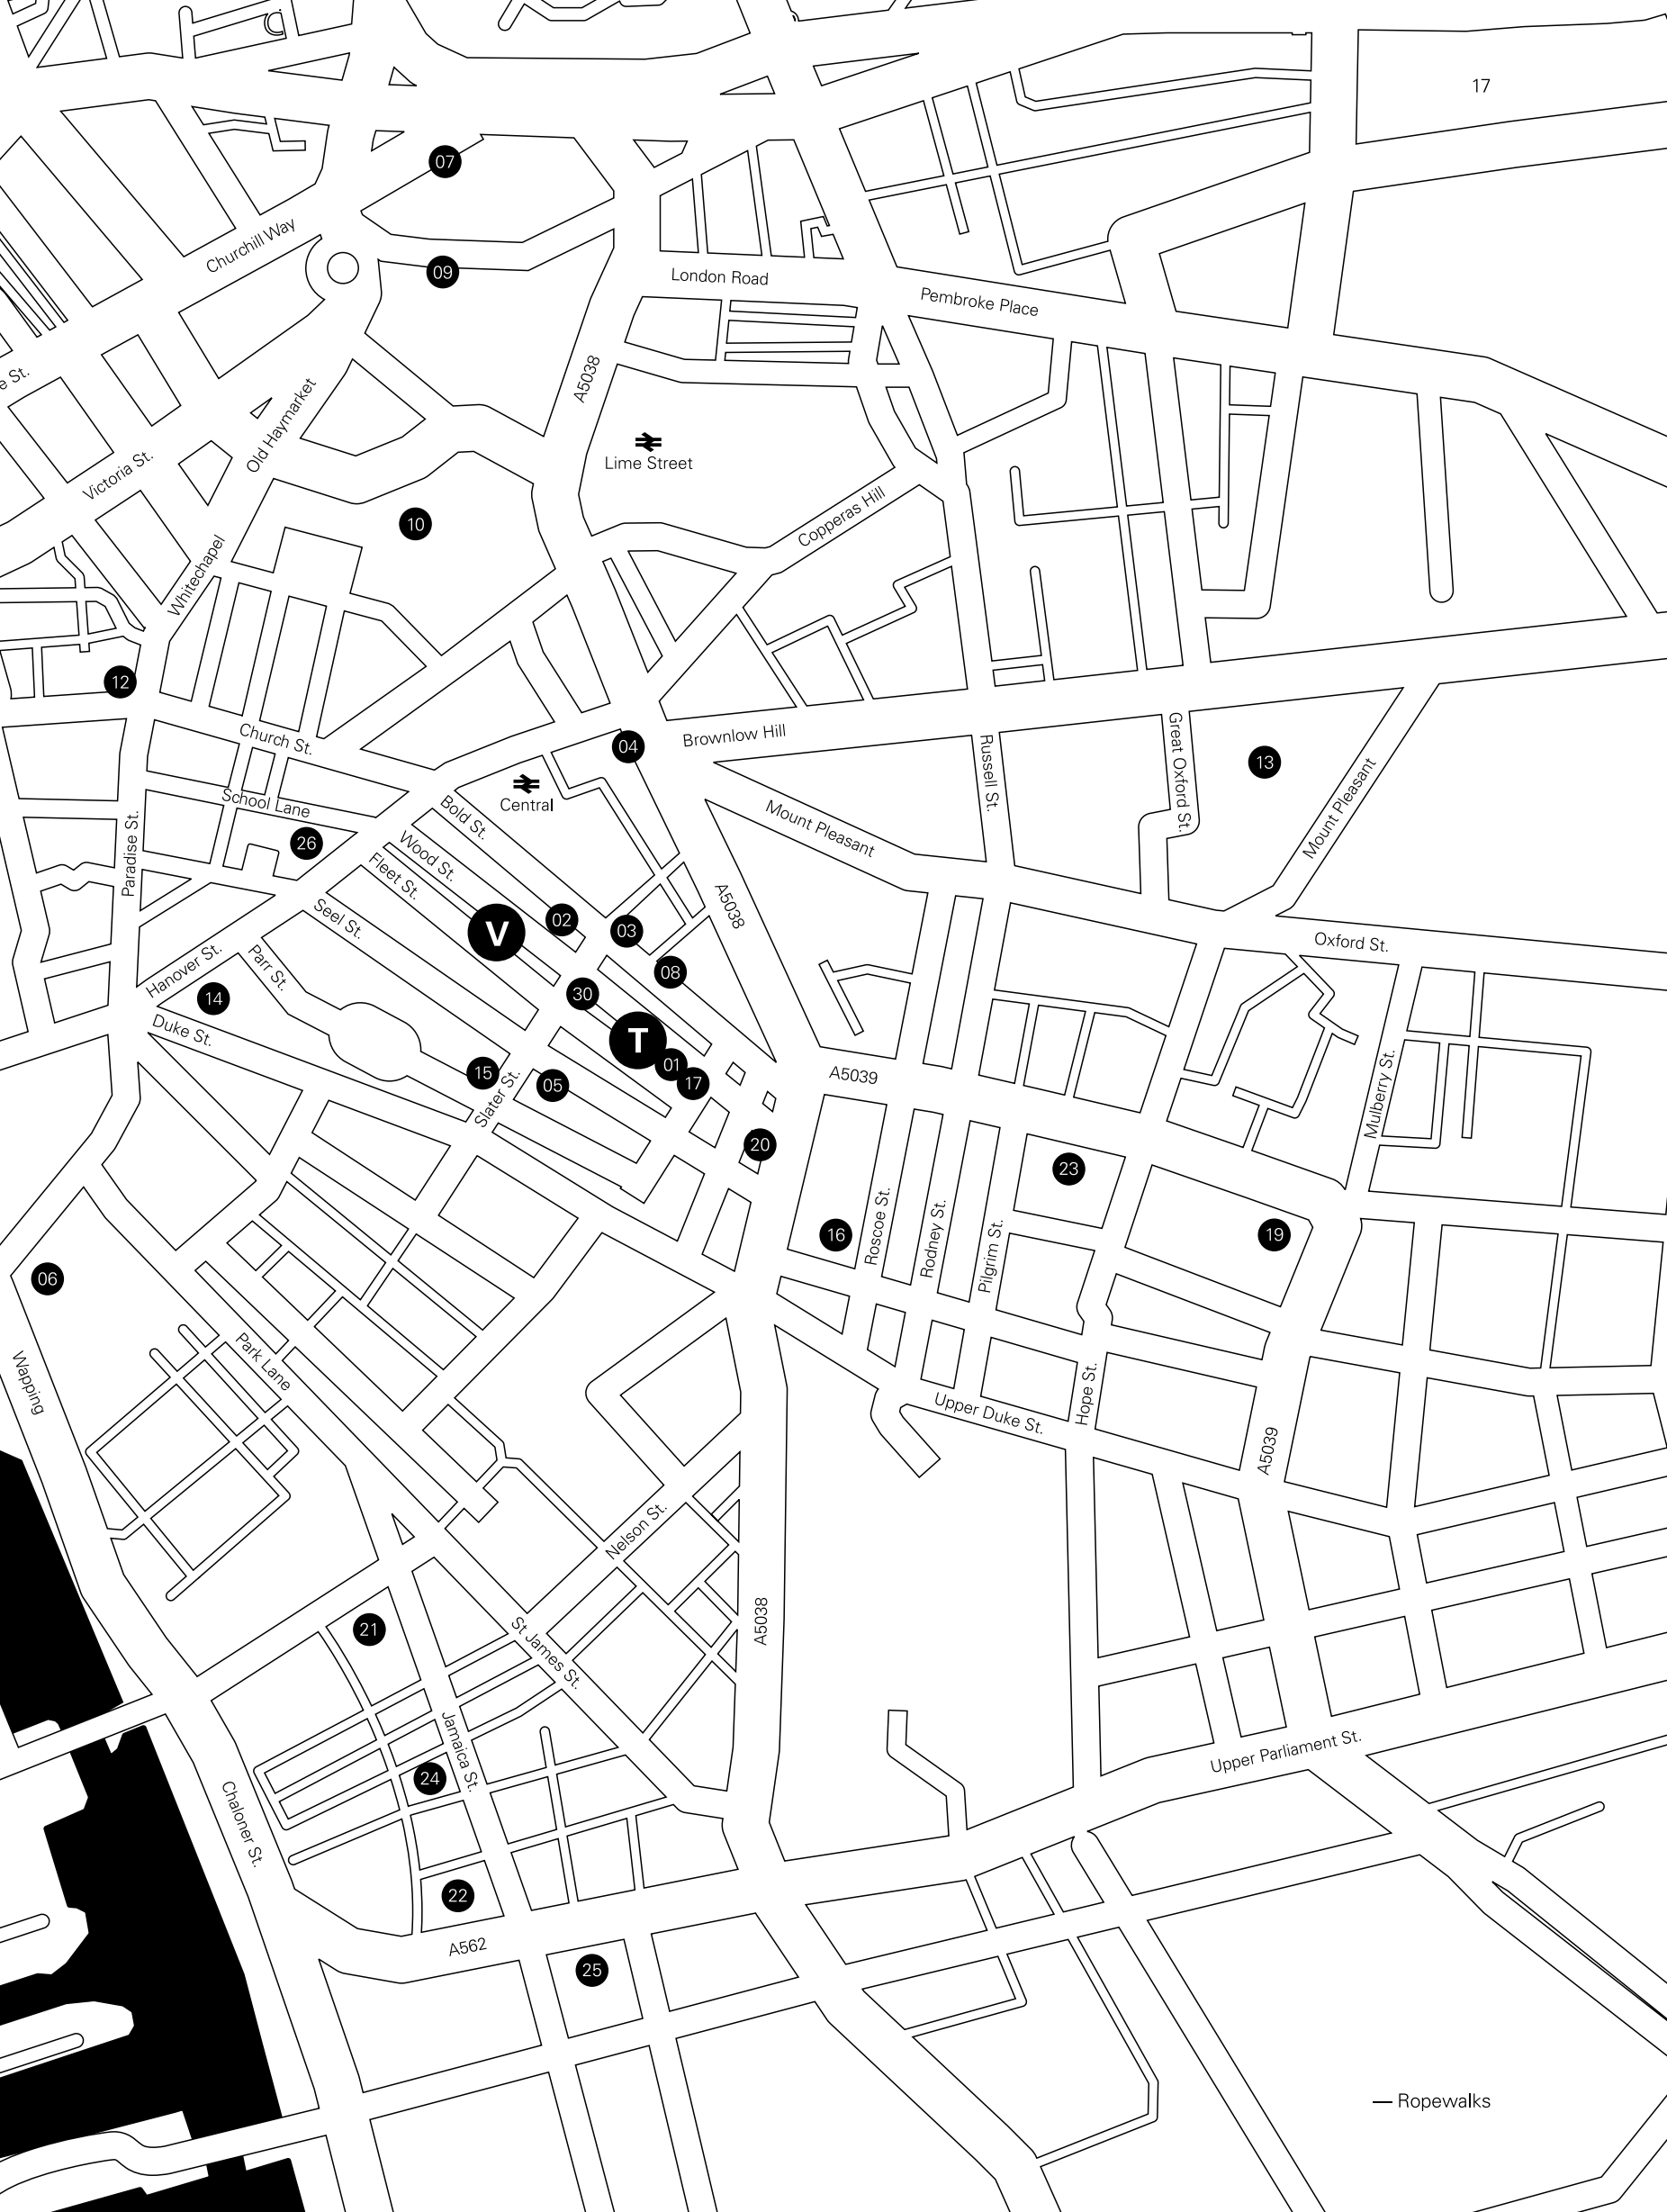 17
07
Churchill Way
09
London Road
Pembroke Place
e St.
A5038
Old Haymarket
Lime Street
Victoria St.
Copperas Hill
10
Whitechapel
12
Church St.
Brownlow Hill
04
Russell St.
Great Oxford St.
13
Mount Pleasant
Central
School Lane
Bold St.
Mount Pleasant
Paradise St.
26
Wood St.
Fleet St.
A5038
02
03
V
Seel St.
Oxford St.
Hanover St.
Parr St.
08
14
30
Duke St.
T
01
17
15
Slater St.
05
A5039
Mulberry St.
20
23
16
Roscoe St.
Rodney St.
Pilgrim St.
19
06
Wapping
Park Lane
Hope St.
Upper Duke St.
A5039
Nelson St.
21
St James St.
A5038
Jamaica St.
24
Upper Parliament St.
Chaloner St.
22
A562
25
— Ropewalks